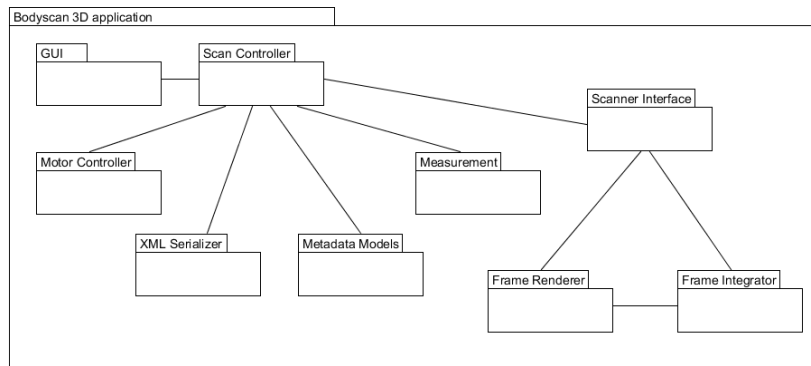 Bodyscan 3D application
GUI
Scan Controller
Scanner Interface
Motor Controller
Measurement
XML Serializer
Metadata Models
Frame Renderer
Frame Integrator